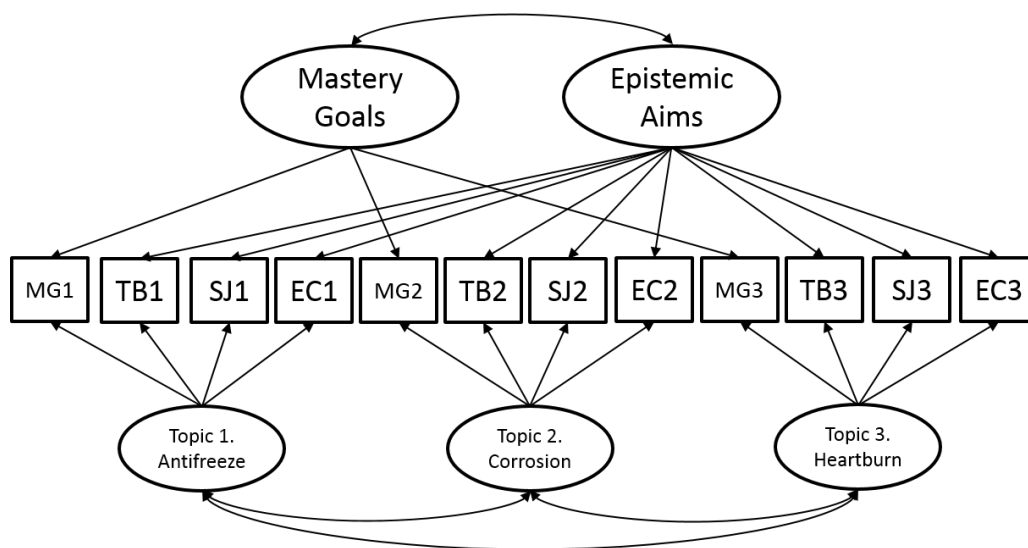 Mastery
Goals
Epistemic
Aims
MG1
TB1
SJ1
EC1
MG2
TB2
SJ2
EC2
MG3
TB3
SJ3
EC3
Topic 1.
Antifreeze
Topic 2.
Corrosion
Topic 3.
Heartburn